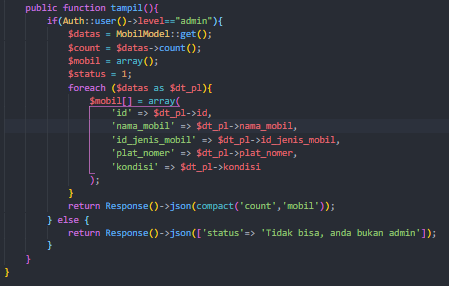 public function tampil(){
if(Auth::user()->level=="admin"){
$datas = MobilModel::get();
$count = $datas->count();
$mobil = array();
$status = 1;
foreach ($datas as $dt_pl){
$mobil[] = array(
'id' => $dt_pl->id,
'nama_mobil' => $dt_pl->nama_mobil,
'id_jenis_mobil' => $dt_pl->id_jenis_mobil,
'plat_nomer' => $dt_pl->plat_nomer,
'kondisi' => $dt_pl->kondisi
);
}
return Response()->json(compact('count','mobil'));
} else {
return Response()->json(['status'=> 'Tidak bisa, anda bukan admin']);
}
}
}